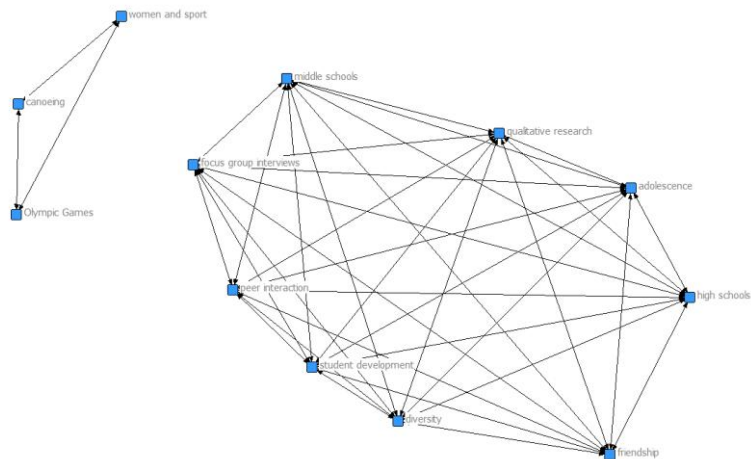 women and sport
canoeing
Olympic Games
middle schools
qualitative research
focus group interviews
adolescence
peer interaction
high schools
student development
diversity
friendship